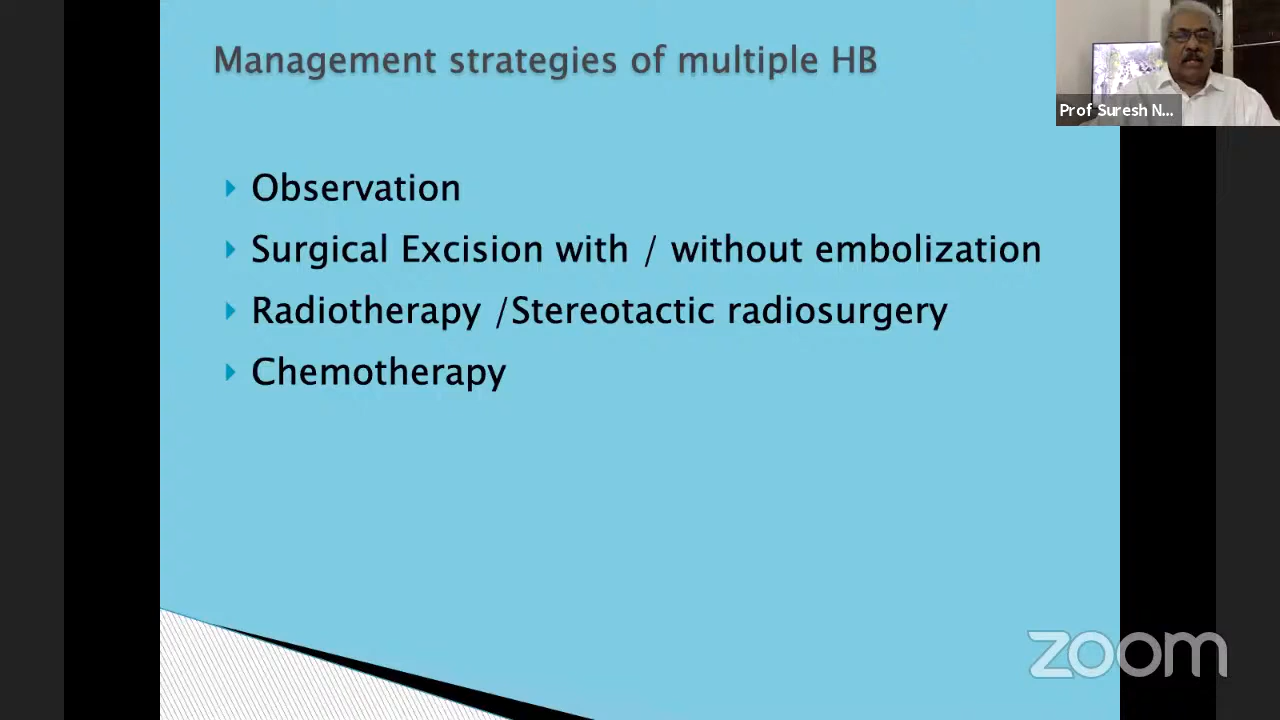 Management strategies of multiple HB
Prof Suresh N...
Observation
Surgical Excision with / without embolization
Radiotherapy /Stereotactic radiosurgery
Chemotherapy
zoom